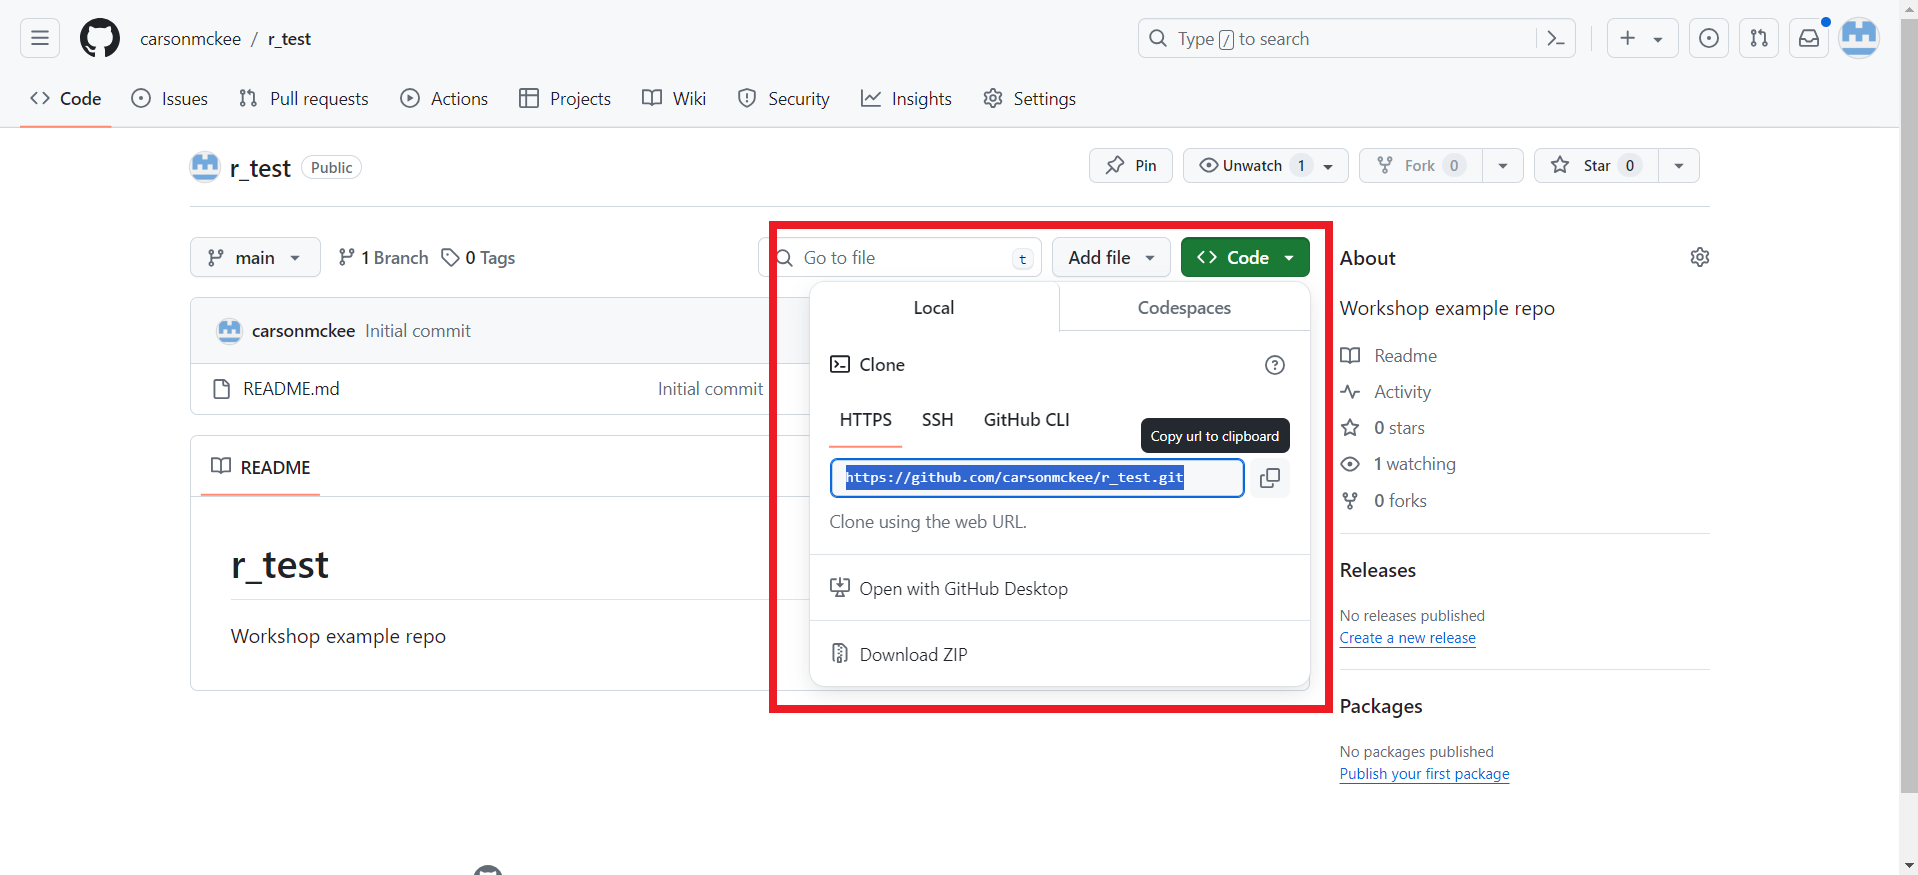 carsonmckee / r_test
Type / to search
Code Issues Pull requests Actions Projects Wiki Security Insights Settings
r_test Public
Pin Unwatch 1 Fork 0 Star 0
main 1 Branch 0 Tags Go to file t Add file Code
carsonmckee Initial commit
README.md Initial commit
README
r_test
Workshop example repo
Local Codespaces
Clone
HTTPS SSH GitHub CLI
Copy url to clipboard
https://github.com/carsonmckee/r_test.git
Clone using the web URL.
Open with GitHub Desktop
Download ZIP
About
Workshop example repo
Readme
Activity
0 stars
1 watching
0 forks
Releases
No releases published
Create a new release
Packages
No packages published
Publish your first package